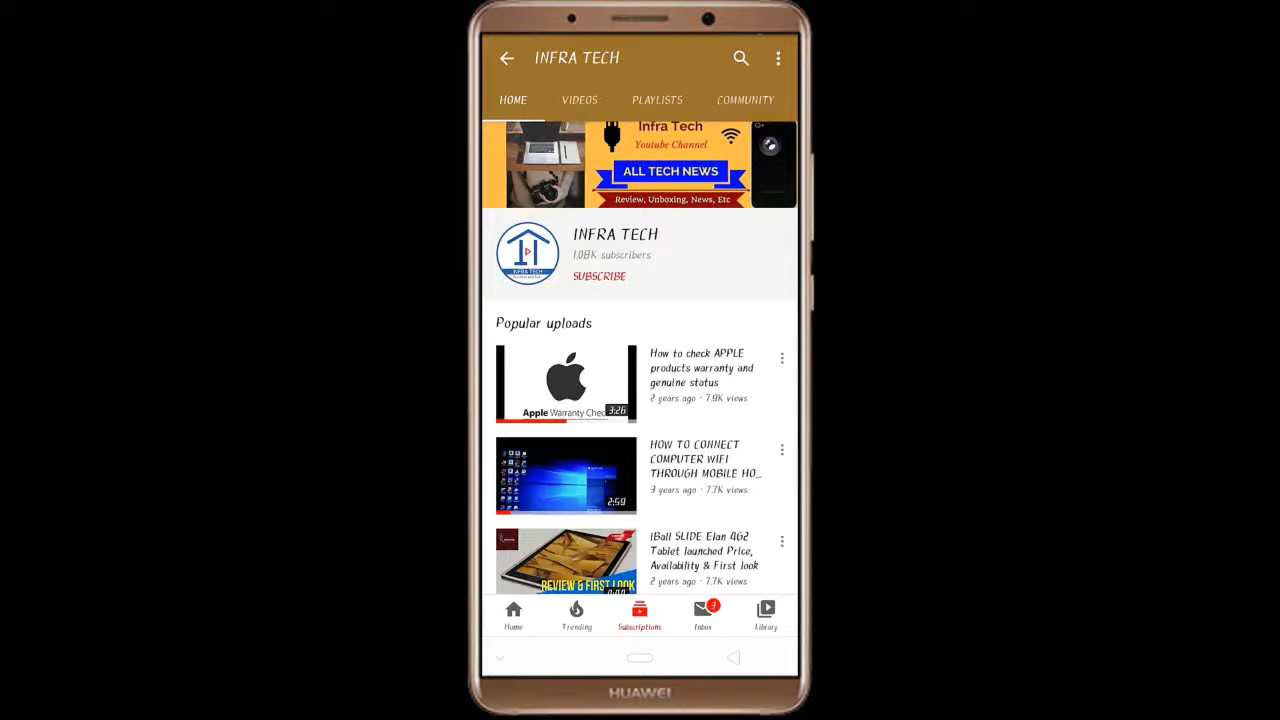 INFRA TECH
HOME VIDEOS PLAYLISTS COMMUNITY
Infra Tech
Youtube Channel
ALL TECH NEWS
Review, Unboxing, News, Etc
INFRA TECH
1.08K subscribers
SUBSCRIBE
INFRA TECH
Popular uploads
How to check APPLE
products warranty and
genuine status
2 years ago · 7.9K views
Apple Warranty Chec
3:26
HOW TO CONNECT
COMPUTER WIFI
THROUGH MOBILE HO...
3 years ago · 7.7K views
2:59
iBall SLIDE Elan 4G2
Tablet launched Price,
Availability & First look
2 years ago · 7.7K views
REVIEW & FIRST LOOK
3
Home Trending Subscriptions Inbox Library
HUAWEI